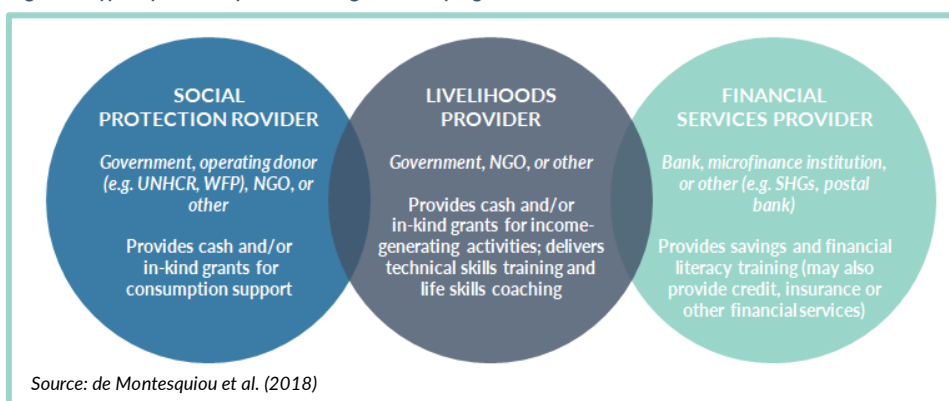 SOCIAL
PROTECTION ROVIDER
Government, operating donor
(e.g. UNHCR, WFP), NGO, or
other
Provides cash and/or
in-kind grants for
consumption support
LIVELIHOODS
PROVIDER
Government, NGO, or other
Provides cash and/or
in-kind grants for income-
generating activities; delivers
technical skills training and
life skills coaching
FINANCIAL
SERVICES PROVIDER
Bank, microfinance institution,
or other (e.g. SHGs, postal
bank)
Provides savings and financial
literacy training (may also
provide credit, insurance or
other financial services)
Source: de Montesquiou et al. (2018)